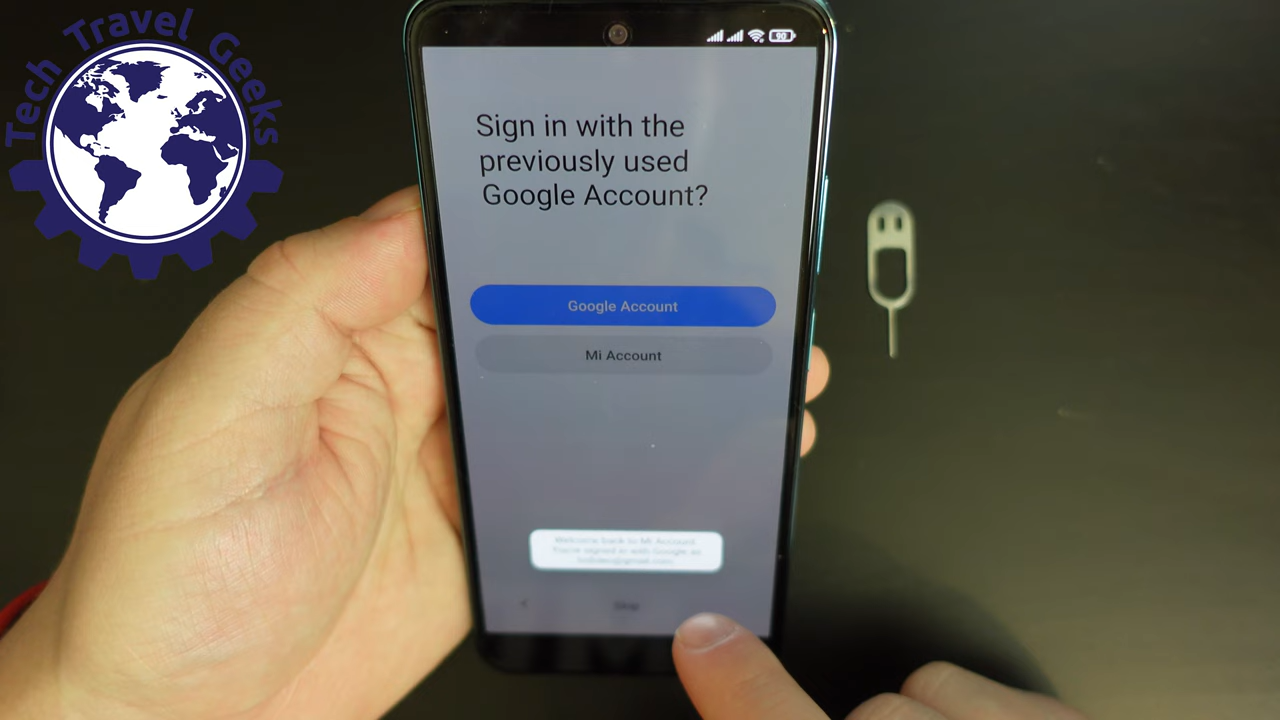 Tech Travel Geeks
90
Sign in with the
previously used
Google Account?
Google Account
Mi Account
Welcome back to Mi Account
You're signed in with Google as
Skip